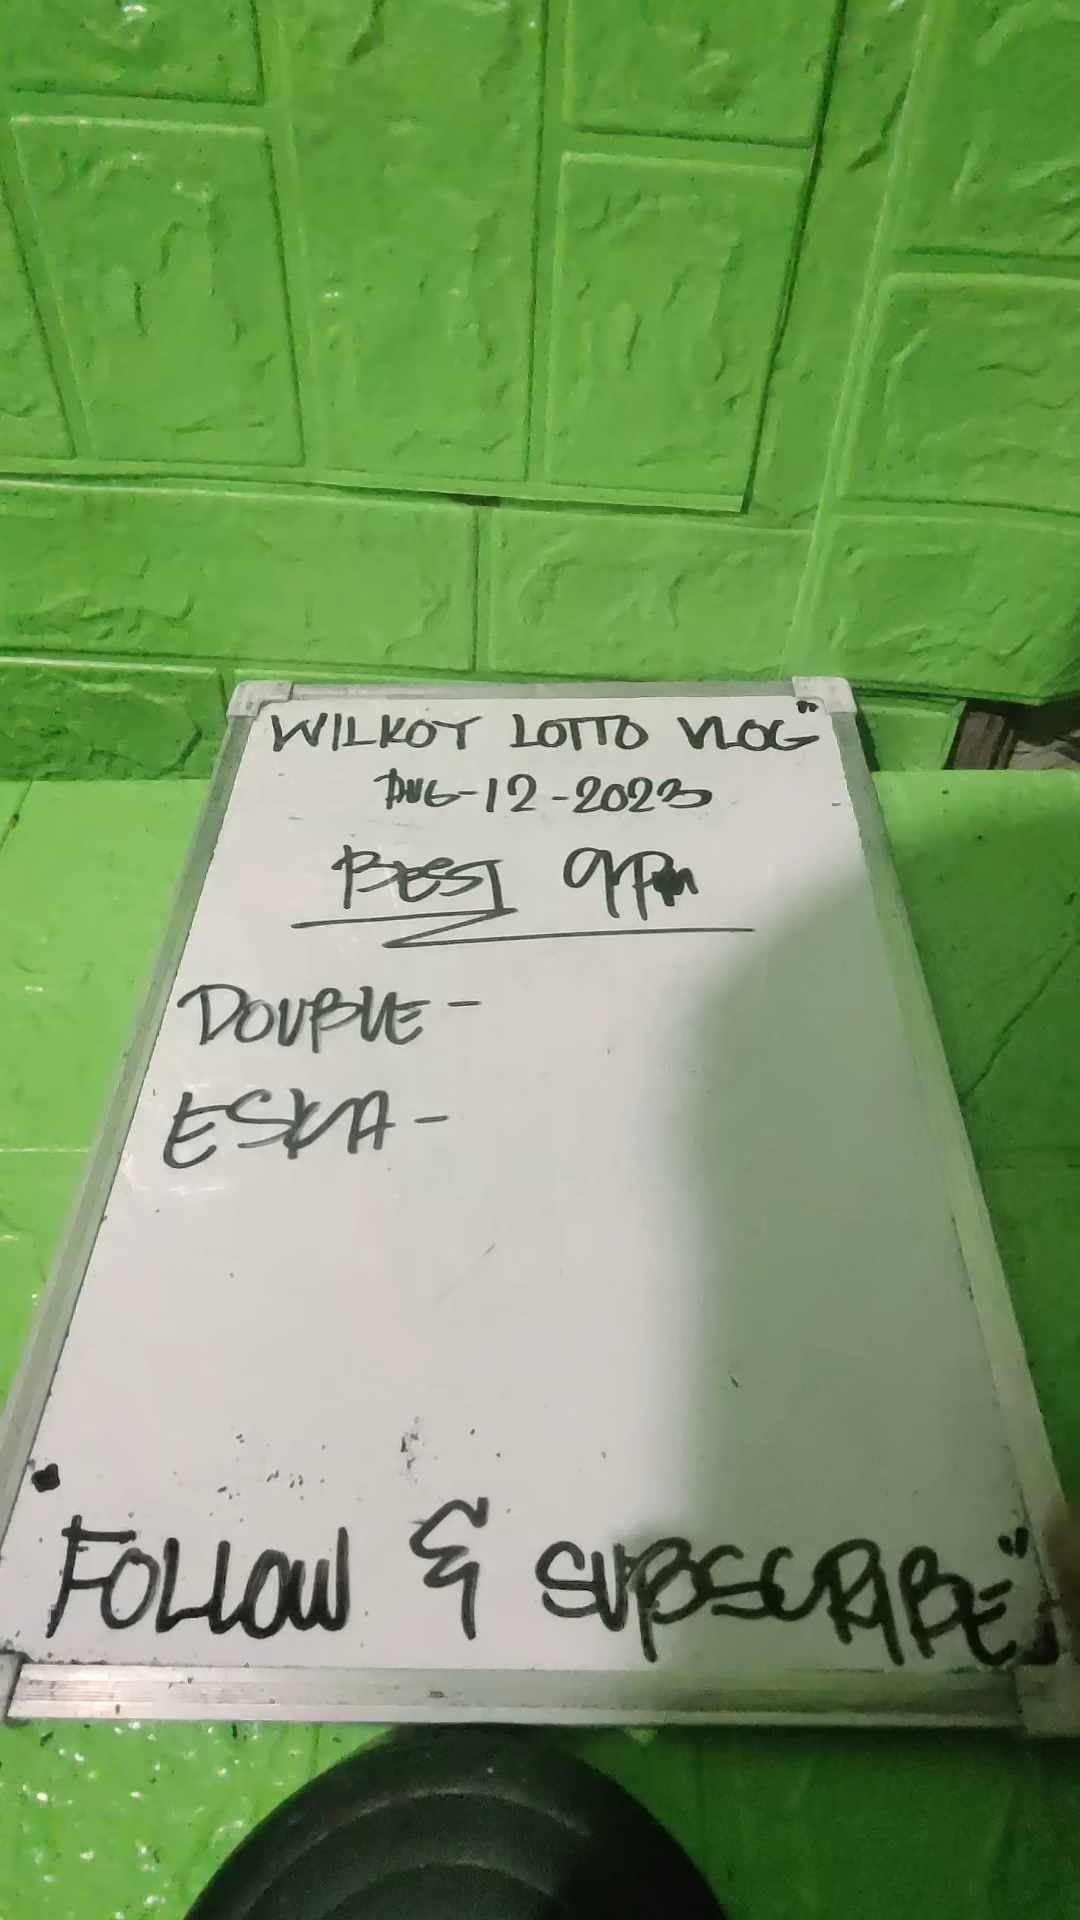 WILKOY LOTTO VLOG"
AUG-12-2023
BEST 9PM
DOUBLE -
ESKA -
"FOLLOW & SUBSCRIBE"